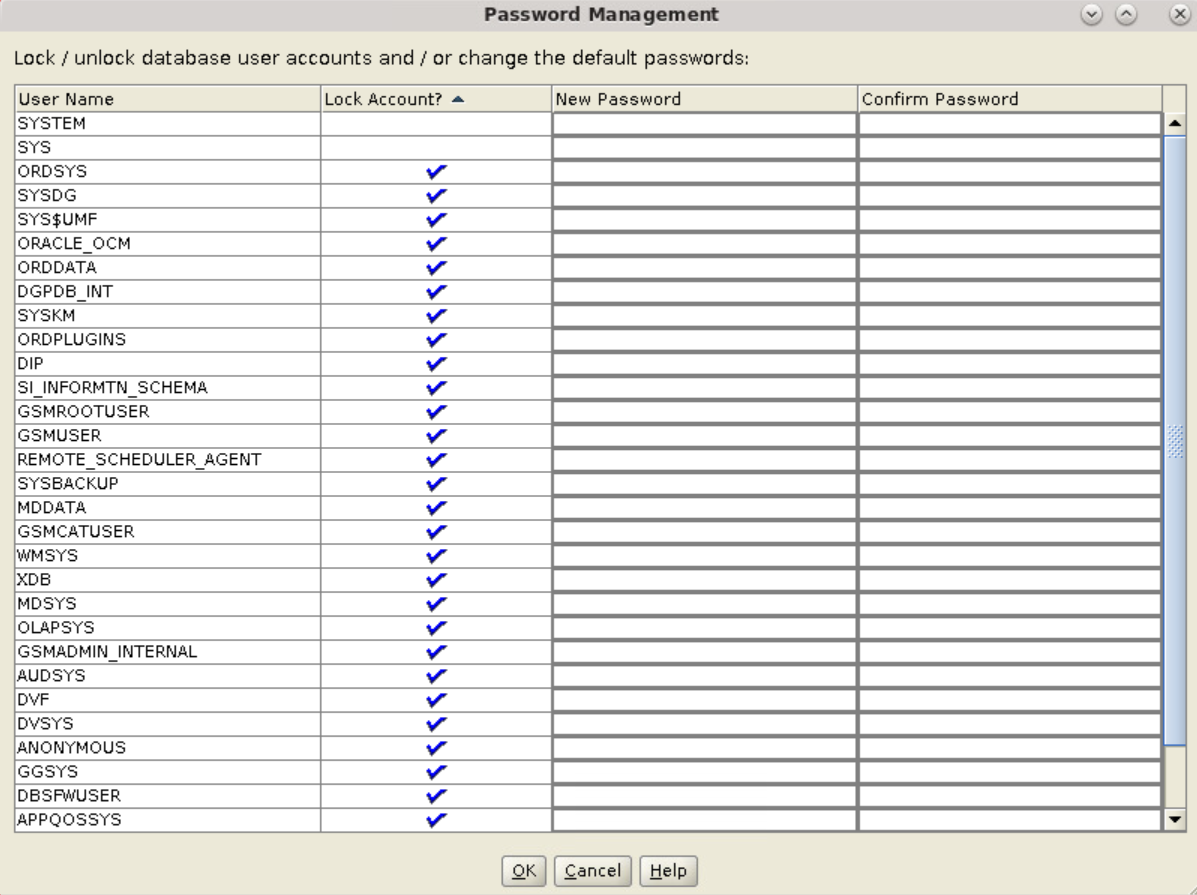 Password Management
Lock / unlock database user accounts and / or change the default passwords:
User Name Lock Account? New Password Confirm Password
SYSTEM
SYS
ORDSYS
SYSDG
SYS$UMF
ORACLE_OCM
ORDDATA
DGPDB_INT
SYSKM
ORDPLUGINS
DIP
SI_INFORMTN_SCHEMA
GSMROOTUSER
GSMUSER
REMOTE_SCHEDULER_AGENT
SYSBACKUP
MDDATA
GSMCATUSER
WMSYS
XDB
MDSYS
OLAPSYS
GSMADMIN_INTERNAL
AUDSYS
DVF
DVSYS
ANONYMOUS
GGSYS
DBSFWUSER
APPQOSSYS
OK Cancel Help